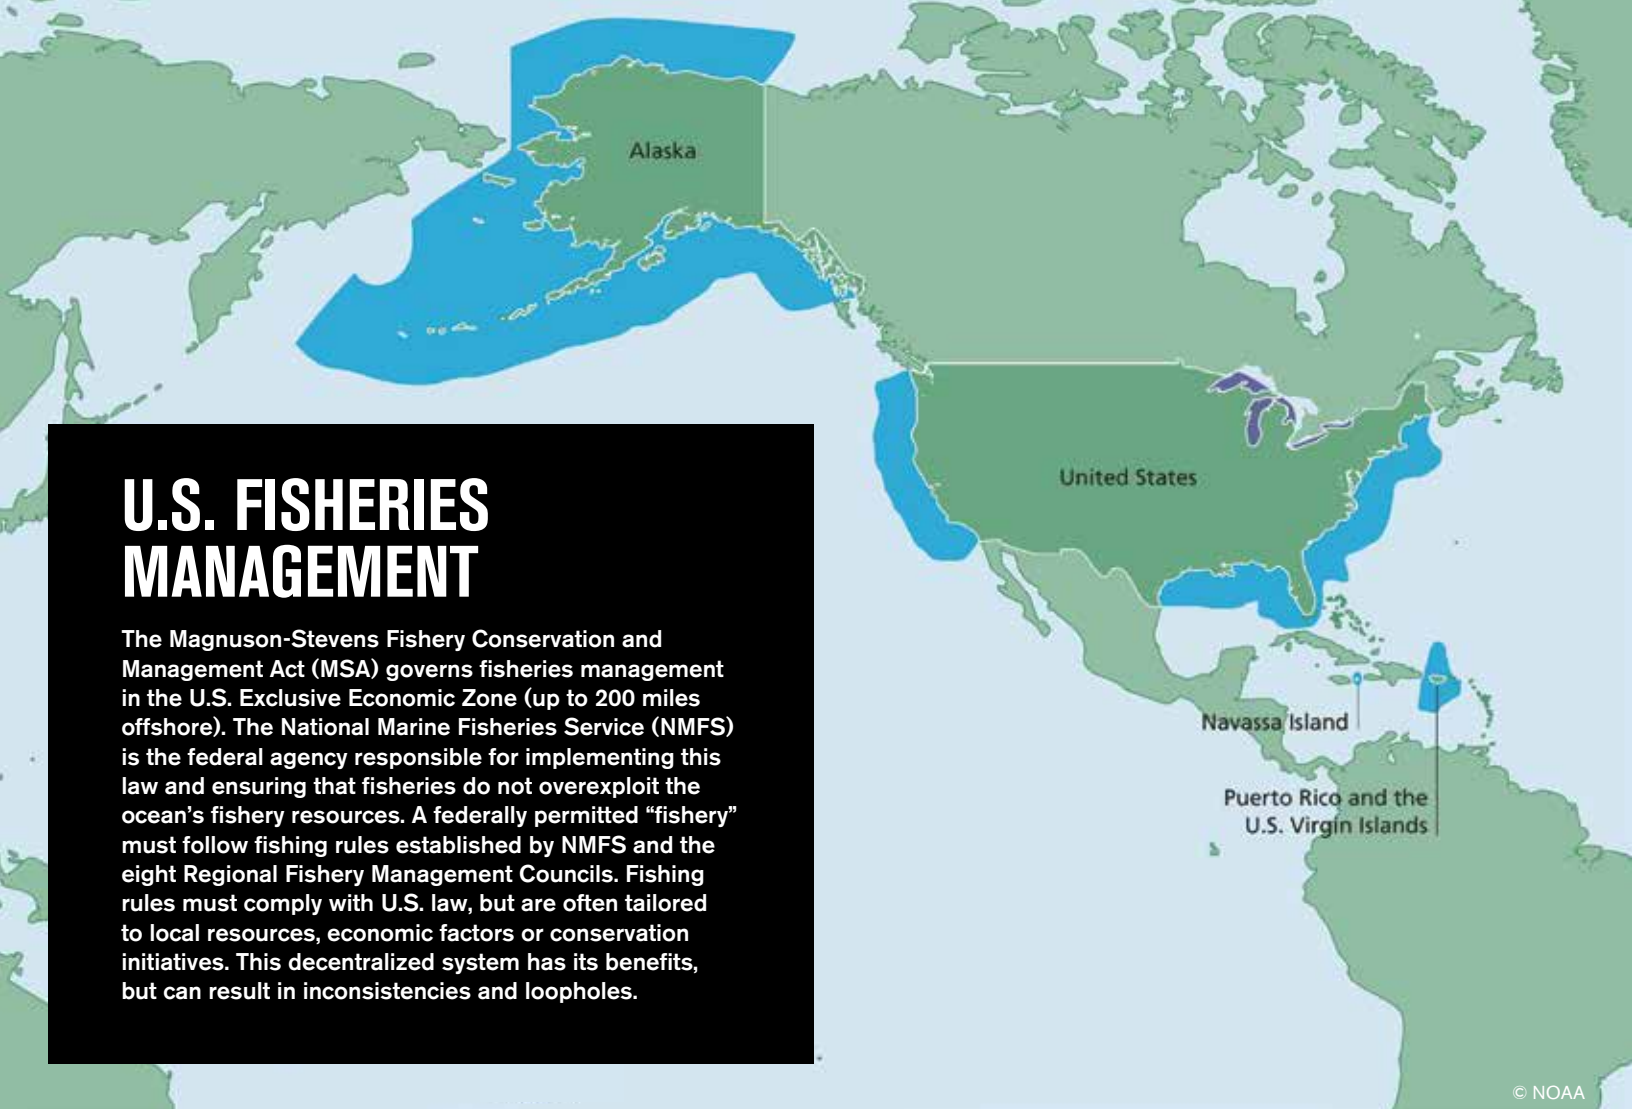 Alaska
United States
Navassa Island
Puerto Rico and the
U.S. Virgin Islands
U.S. FISHERIES
MANAGEMENT
The Magnuson-Stevens Fishery Conservation and
Management Act (MSA) governs fisheries management
in the U.S. Exclusive Economic Zone (up to 200 miles
offshore). The National Marine Fisheries Service (NMFS)
is the federal agency responsible for implementing this
law and ensuring that fisheries do not overexploit the
ocean’s fishery resources. A federally permitted “fishery”
must follow fishing rules established by NMFS and the
eight Regional Fishery Management Councils. Fishing
rules must comply with U.S. law, but are often tailored
to local resources, economic factors or conservation
initiatives. This decentralized system has its benefits,
but can result in inconsistencies and loopholes.
© NOAA